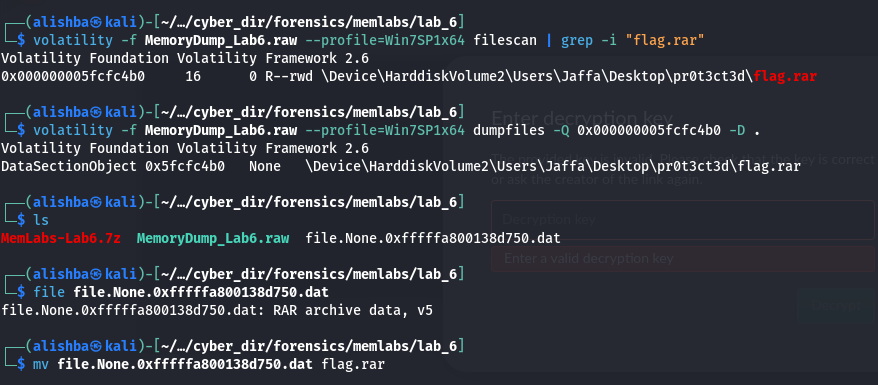 ┌──(alishba㉿kali)-[~/…/cyber_dir/forensics/memlabs/lab_6]
└─$ volatility -f MemoryDump_Lab6.raw --profile=Win7SP1x64 filescan | grep -i "flag.rar"
Volatility Foundation Volatility Framework 2.6
0x000000005fcfc4b0     16      0 R--rwd \Device\HarddiskVolume2\Users\Jaffa\Desktop\pr0t3ct3d\flag.rar
┌──(alishba㉿kali)-[~/…/cyber_dir/forensics/memlabs/lab_6]
Enter decryption key
└─$ volatility -f MemoryDump_Lab6.raw --profile=Win7SP1x64 dumpfiles -Q 0x000000005fcfc4b0 -D .
Volatility Foundation Volatility Framework 2.6
the key is correct
DataSectionObject 0x5fcfc4b0   None   \Device\HarddiskVolume2\Users\Jaffa\Desktop\pr0t3ct3d\flag.rar
or ask the creator of the link again.
┌──(alishba㉿kali)-[~/…/cyber_dir/forensics/memlabs/lab_6]
└─$ ls
Decryption key
MemLabs-Lab6.7z  MemoryDump_Lab6.raw  file.None.0xfffffa800138d750.dat
Enter a valid decryption key
┌──(alishba㉿kali)-[~/…/cyber_dir/forensics/memlabs/lab_6]
└─$ file file.None.0xfffffa800138d750.dat
file.None.0xfffffa800138d750.dat: RAR archive data, v5
┌──(alishba㉿kali)-[~/…/cyber_dir/forensics/memlabs/lab_6]
└─$ mv file.None.0xfffffa800138d750.dat flag.rar